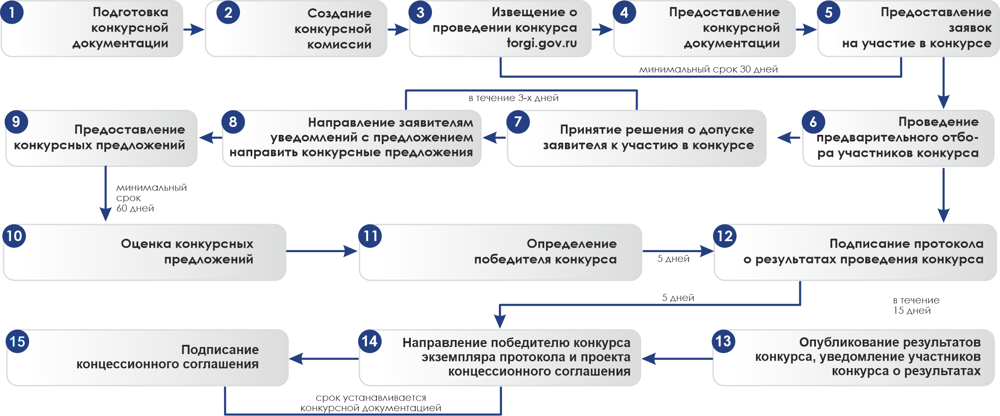 1
Подготовка
конкурсной
документации
2
Создание
конкурсной
комиссии
3
Извещение о
проведении конкурса
torgi.gov.ru
4
Предоставление
конкурсной
документации
5
Предоставление
заявок
на участие в конкурсе
минимальный срок 30 дней
в течение 3-х дней
9
Предоставление
конкурсных предложений
8
Направление заявителям
уведомлений с предложением
направить конкурсные предложения
7
Принятие решения о допуске
заявителя к участию в конкурсе
6
Проведение
предварительного отбо-
ра участников конкурса
минимальный
срок
60 дней
10
Оценка конкурсных
предложений
11
Определение
победителя конкурса
5 дней
12
Подписание протокола
о результатах проведения конкурса
5 дней
в течение
15 дней
15
Подписание
концессионного соглашения
14
Направление победителю конкурса
экземпляра протокола и проекта
концессионного соглашения
13
Опубликование результатов
конкурса, уведомление участников
конкурса о результатах
срок устанавливается
конкурсной документацией